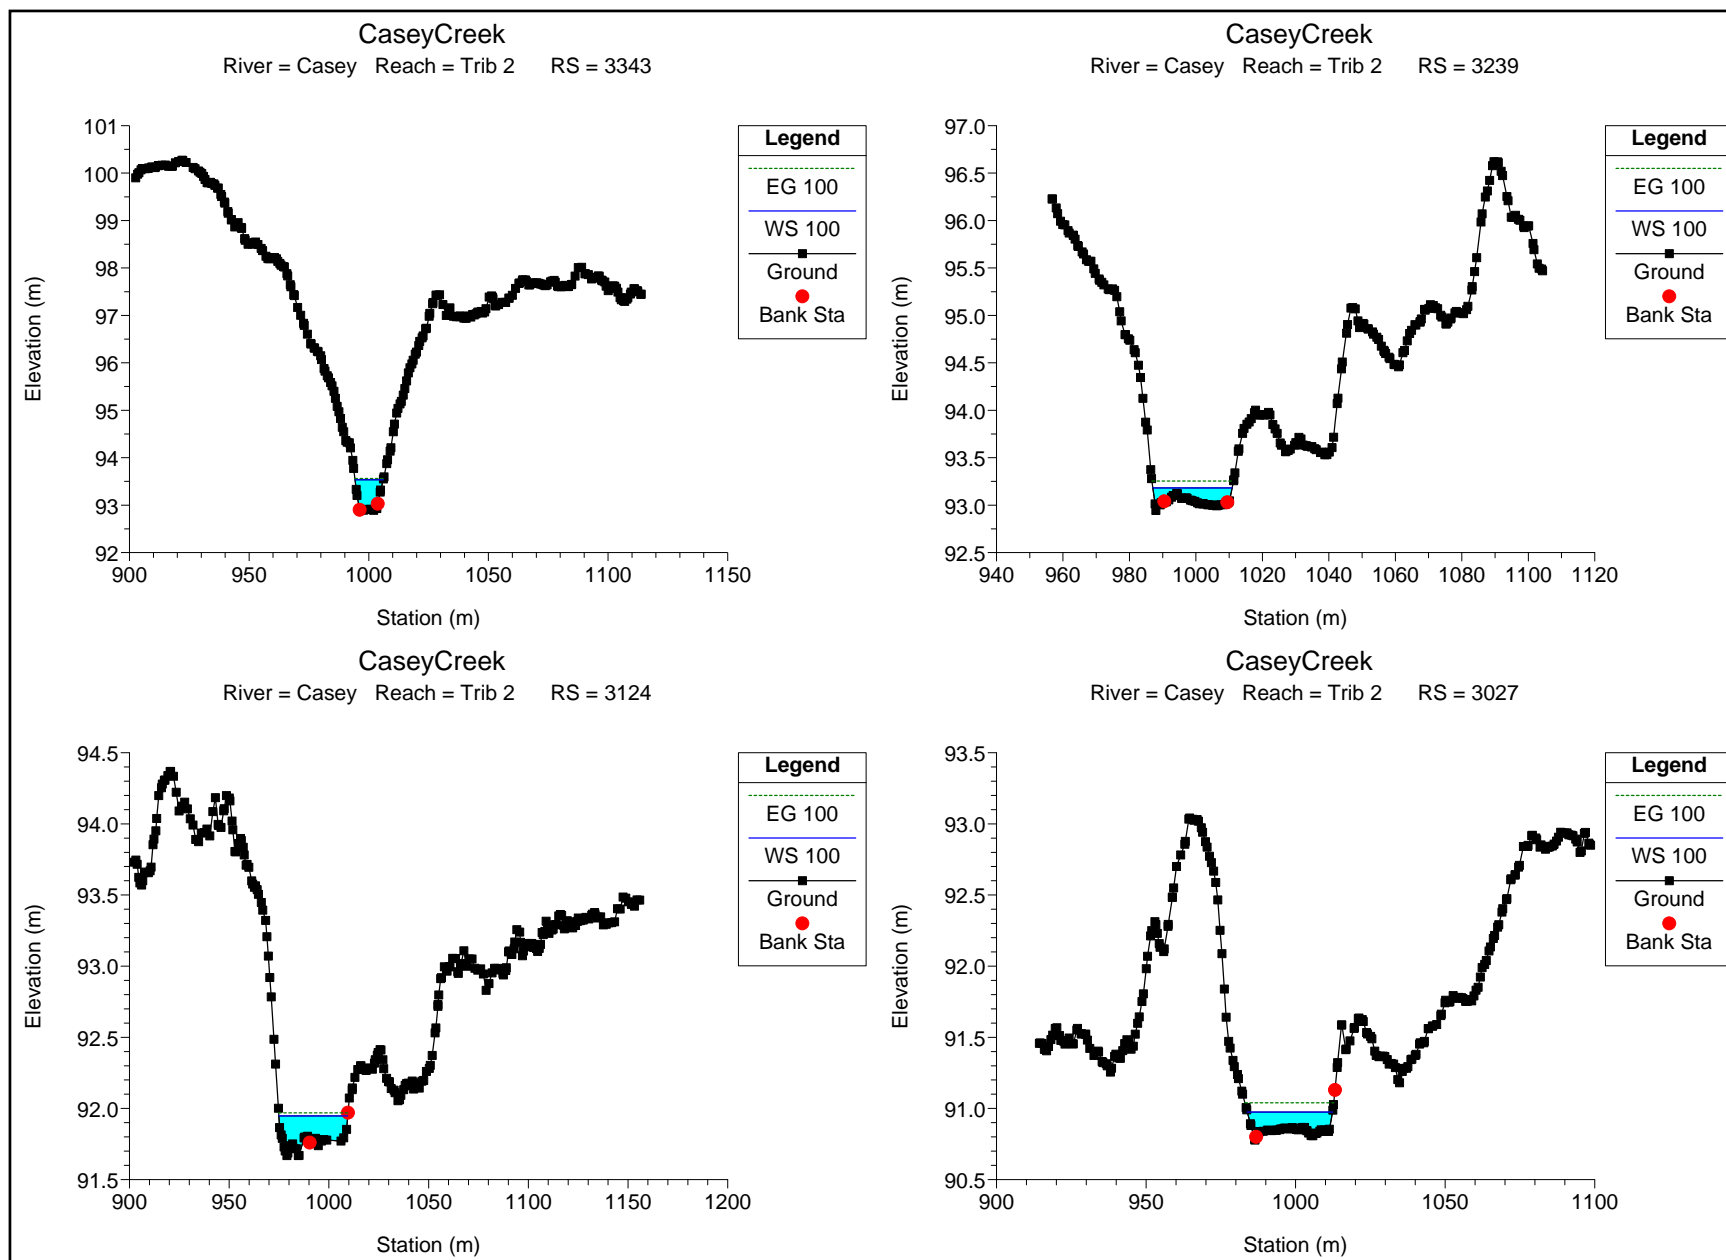 CaseyCreek
River = Casey Reach = Trib 2 RS = 3343
101
100
99
98
97
96
95
94
93
92
900 950 1000 1050 1100 1150
Elevation (m)
Station (m)
Legend
EG 100
WS 100
Ground
Bank Sta
CaseyCreek
River = Casey Reach = Trib 2 RS = 3239
97.0
96.5
96.0
95.5
95.0
94.5
94.0
93.5
93.0
92.5
940 960 980 1000 1020 1040 1060 1080 1100 1120
Elevation (m)
Station (m)
Legend
EG 100
WS 100
Ground
Bank Sta
CaseyCreek
River = Casey Reach = Trib 2 RS = 3124
94.5
94.0
93.5
93.0
92.5
92.0
91.5
900 950 1000 1050 1100 1150 1200
Elevation (m)
Station (m)
Legend
EG 100
WS 100
Ground
Bank Sta
CaseyCreek
River = Casey Reach = Trib 2 RS = 3027
93.5
93.0
92.5
92.0
91.5
91.0
90.5
900 950 1000 1050 1100
Elevation (m)
Station (m)
Legend
EG 100
WS 100
Ground
Bank Sta